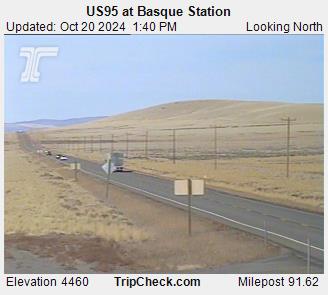 US95 at Basque Station
Updated: Oct 20 2024 1:40 PM Looking North
Elevation 4460 TripCheck.com Milepost 91.62